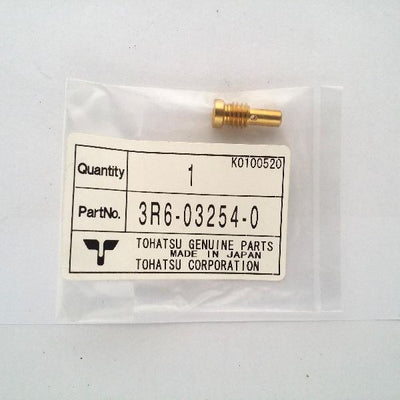 K0100520
Quantity 1
PartNo. 3R6-03254-0
TOHATSU GENUINE PARTS
MADE IN JAPAN
TOHATSU CORPORATION